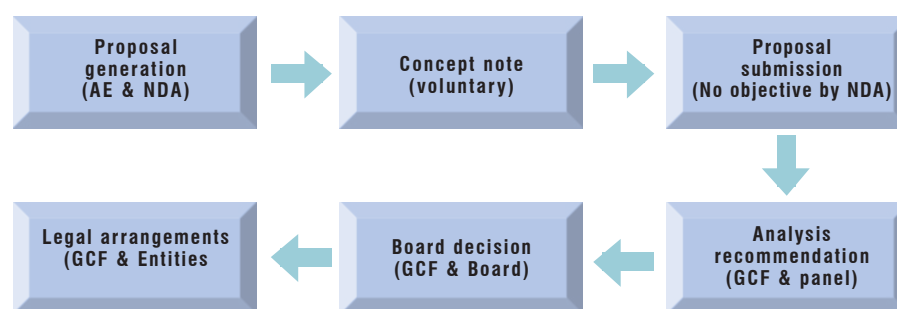 Proposal
generation
(AE & NDA)
Concept note
(voluntary)
Proposal
submission
(No objective by NDA)
Analysis
recommendation
(GCF & panel)
Board decision
(GCF & Board)
Legal arrangements
(GCF & Entities